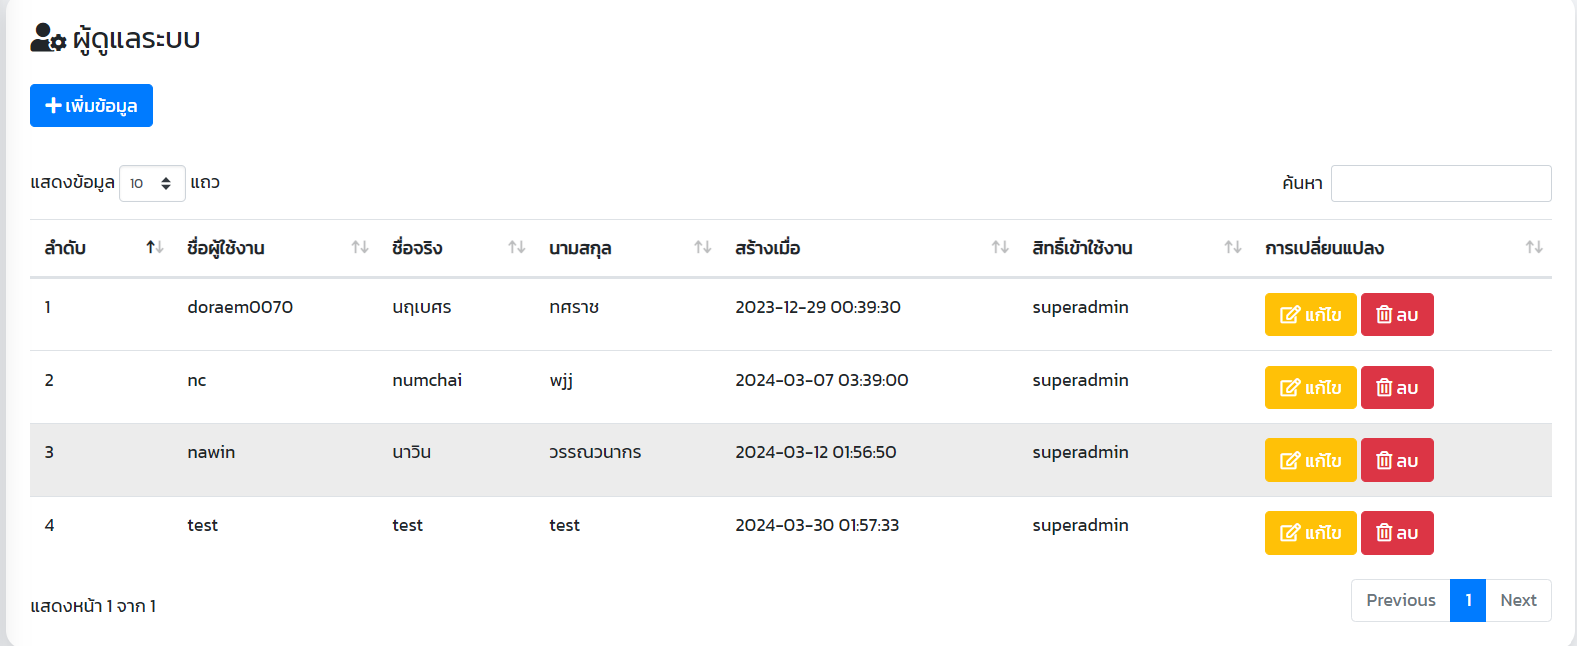 ผู้ดูแลระบบ
เพิ่มข้อมูล
แสดงข้อมูล 10 แถว ค้นหา
ลำดับ ชื่อผู้ใช้งาน ชื่อจริง นามสกุล สร้างเมื่อ สิทธิ์เข้าใช้งาน การเปลี่ยนแปลง
1 doraem0070 นฤเบศร ทศราช 2023-12-29 00:39:30 superadmin แก้ไข ลบ
2 nc numchai wjj 2024-03-07 03:39:00 superadmin แก้ไข ลบ
3 nawin นาวิน วรรณวนากร 2024-03-12 01:56:50 superadmin แก้ไข ลบ
4 test test test 2024-03-30 01:57:33 superadmin แก้ไข ลบ
แสดงหน้า 1 จาก 1 Previous 1 Next